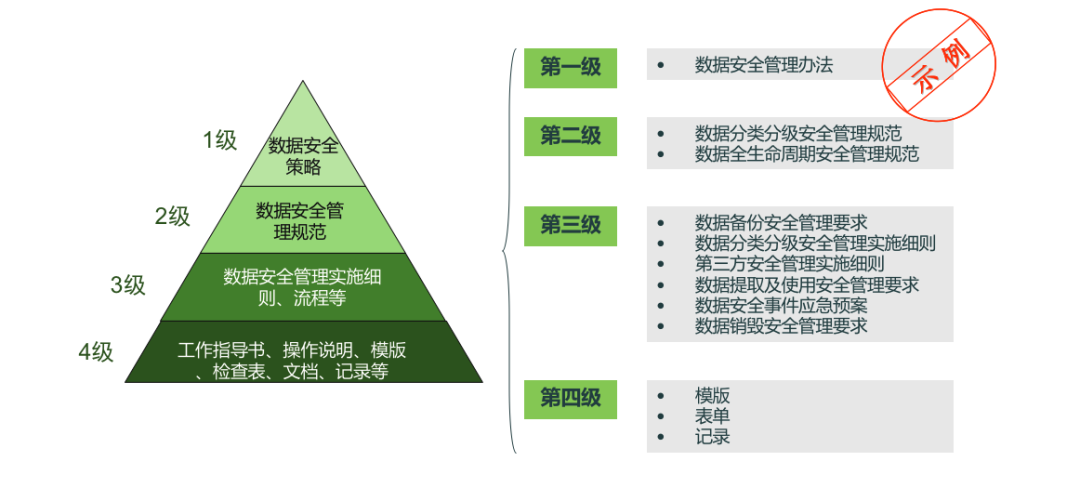 1级
数据安全
策略
2级
数据安全管
理规范
3级
数据安全管理实施细
则、流程等
4级
工作指导书、操作说明、模版
、检查表、文档、记录等
第一级
• 数据安全管理办法
示例
第二级
• 数据分类分级安全管理规范
• 数据全生命周期安全管理规范
第三级
• 数据备份安全管理要求
• 数据分类分级安全管理实施细则
• 第三方安全管理实施细则
• 数据提取及使用安全管理要求
• 数据安全事件应急预案
• 数据销毁安全管理要求
第四级
• 模版
• 表单
• 记录